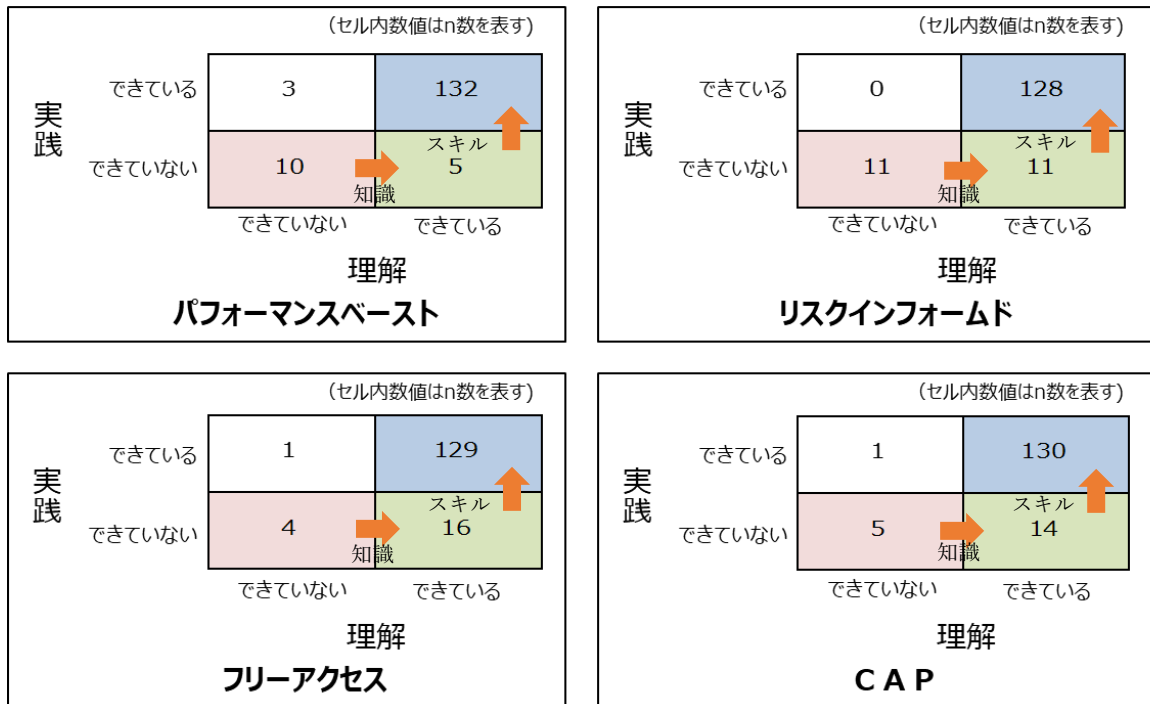 （セル内数値はn数を表す)
実践
できている
3
132
できていない
10
スキル
5
知識
できていない
できている
理解
パフォーマンスベースト
（セル内数値はn数を表す)
実践
できている
0
128
できていない
11
スキル
11
知識
できていない
できている
理解
リスクインフォームド
（セル内数値はn数を表す)
実践
できている
1
129
できていない
4
スキル
16
知識
できていない
できている
理解
フリーアクセス
（セル内数値はn数を表す)
実践
できている
1
130
できていない
5
スキル
14
知識
できていない
できている
理解
ＣＡＰ